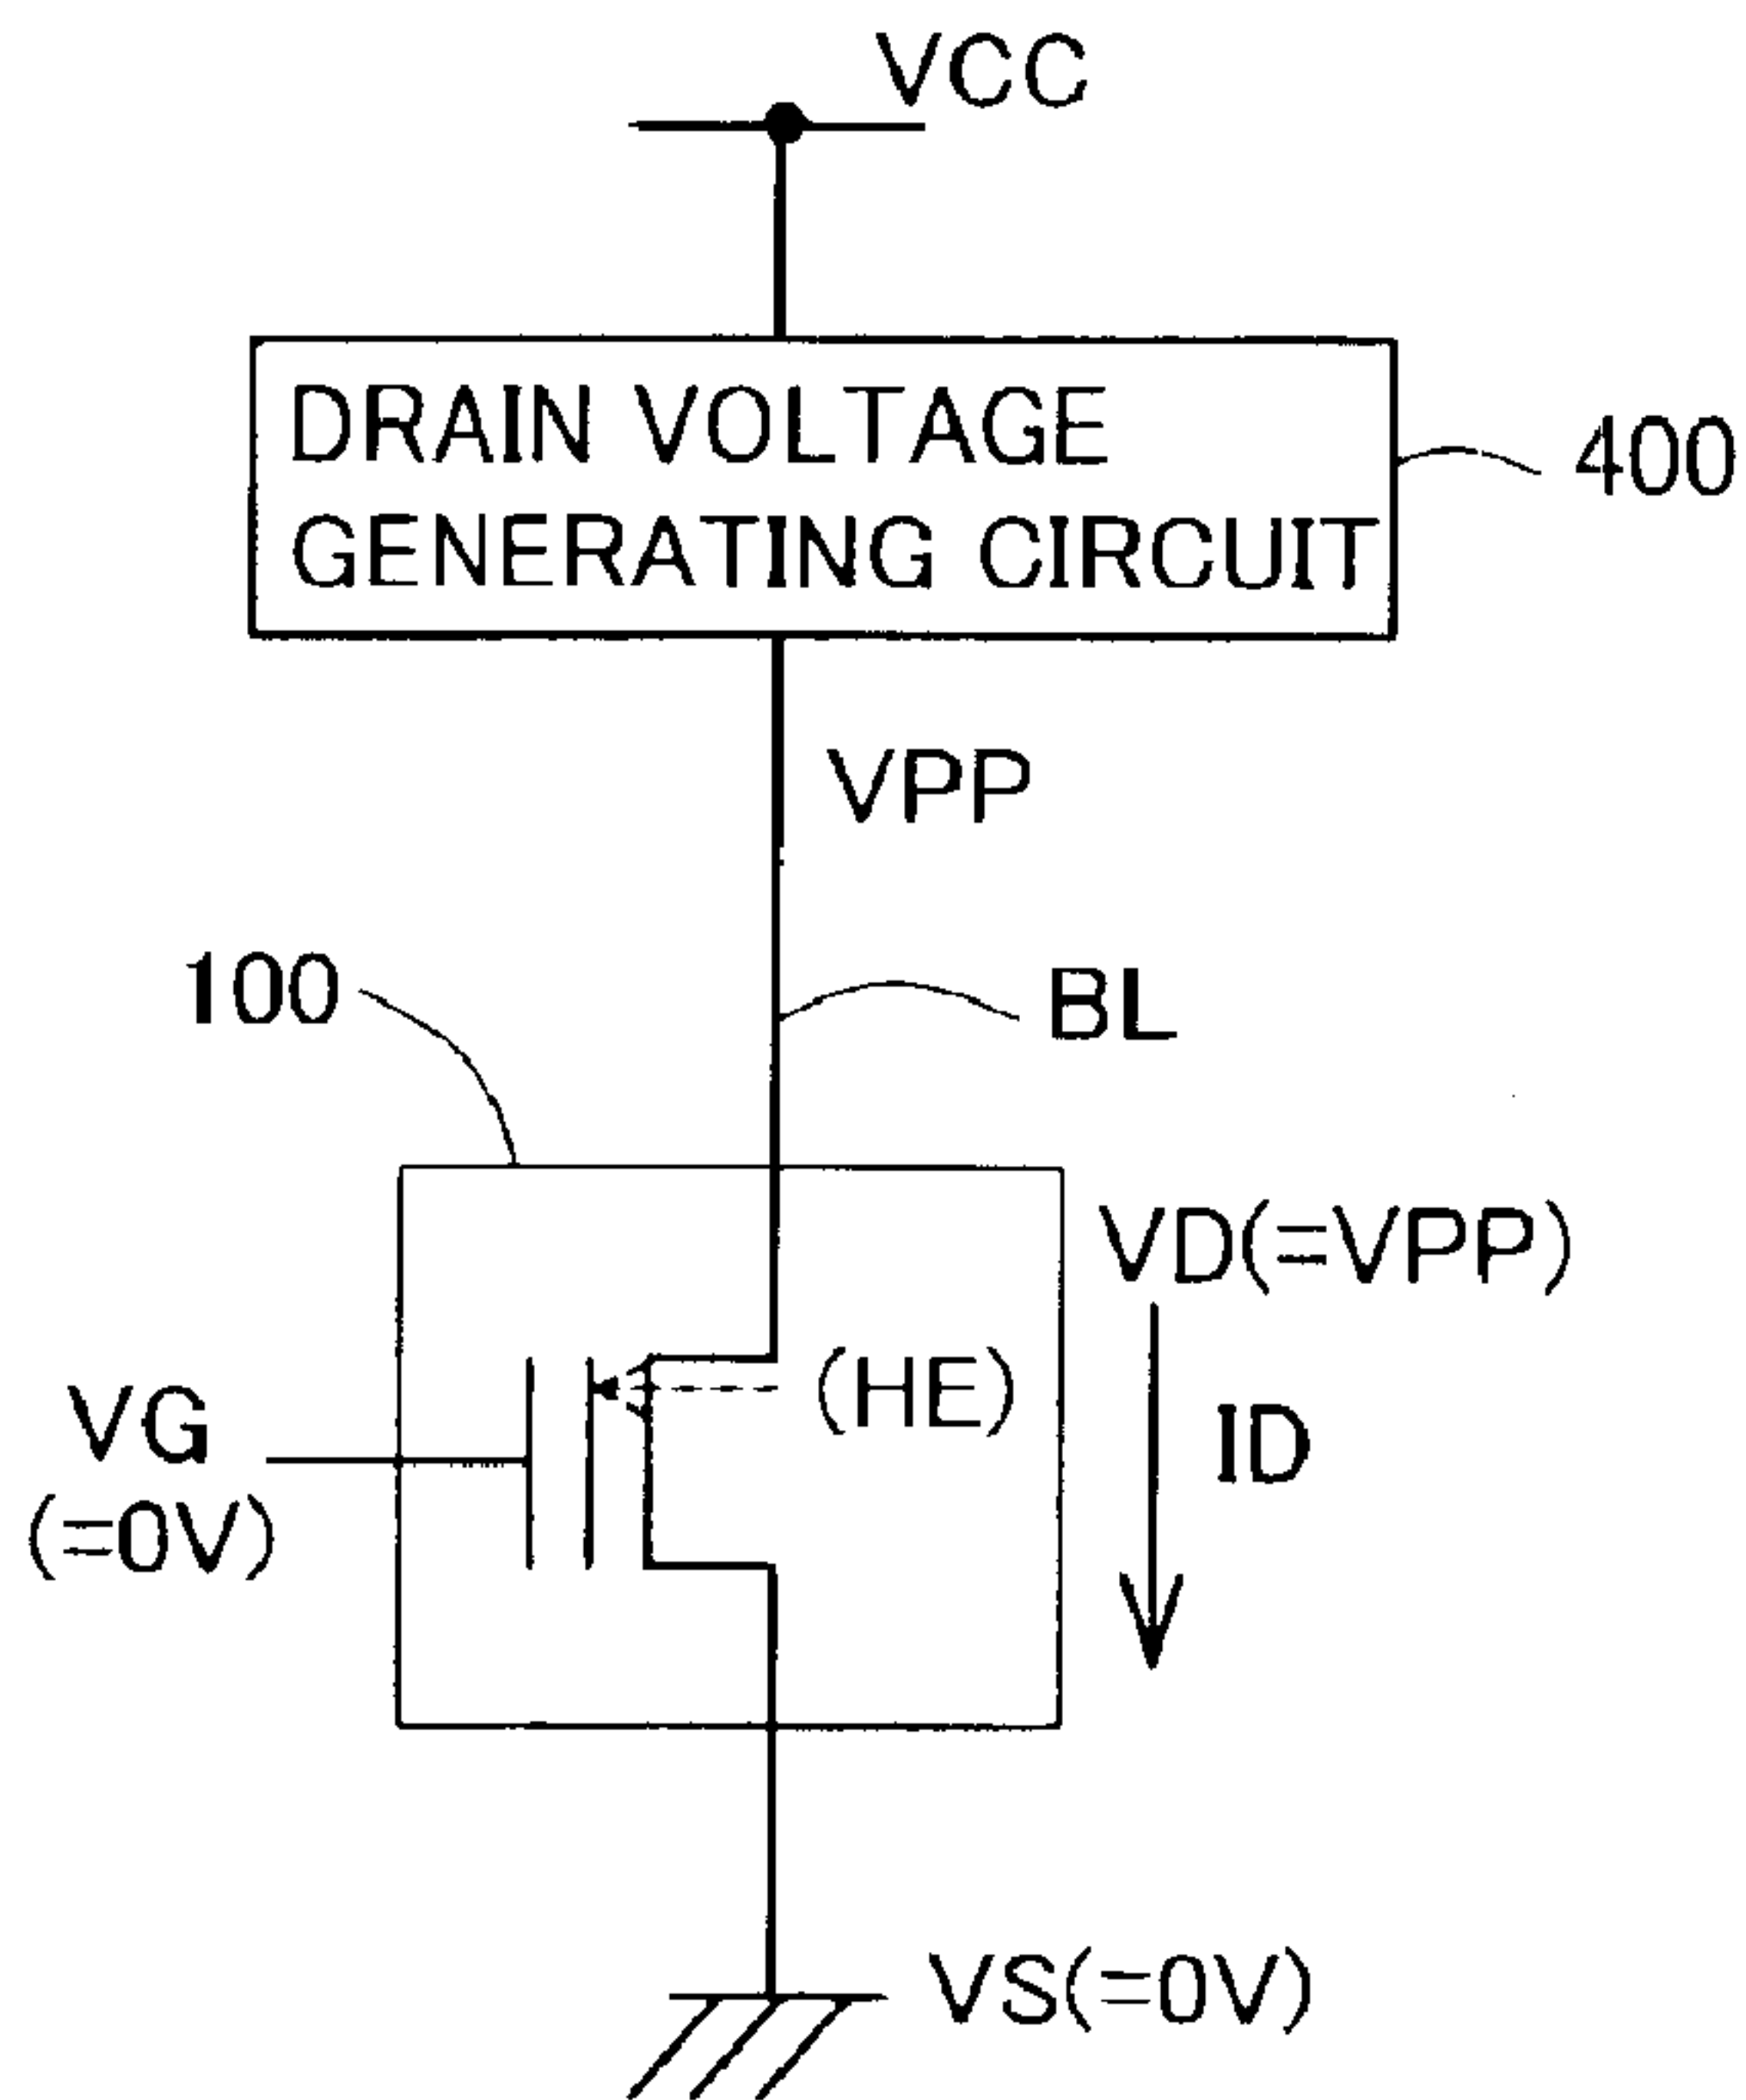 VCC
DRAIN VOLTAGE
GENERATING CIRCUIT
400
VPP
100
BL
VD(=VPP)
(HE)
ID
VG
(=0V)
VS(=0V)